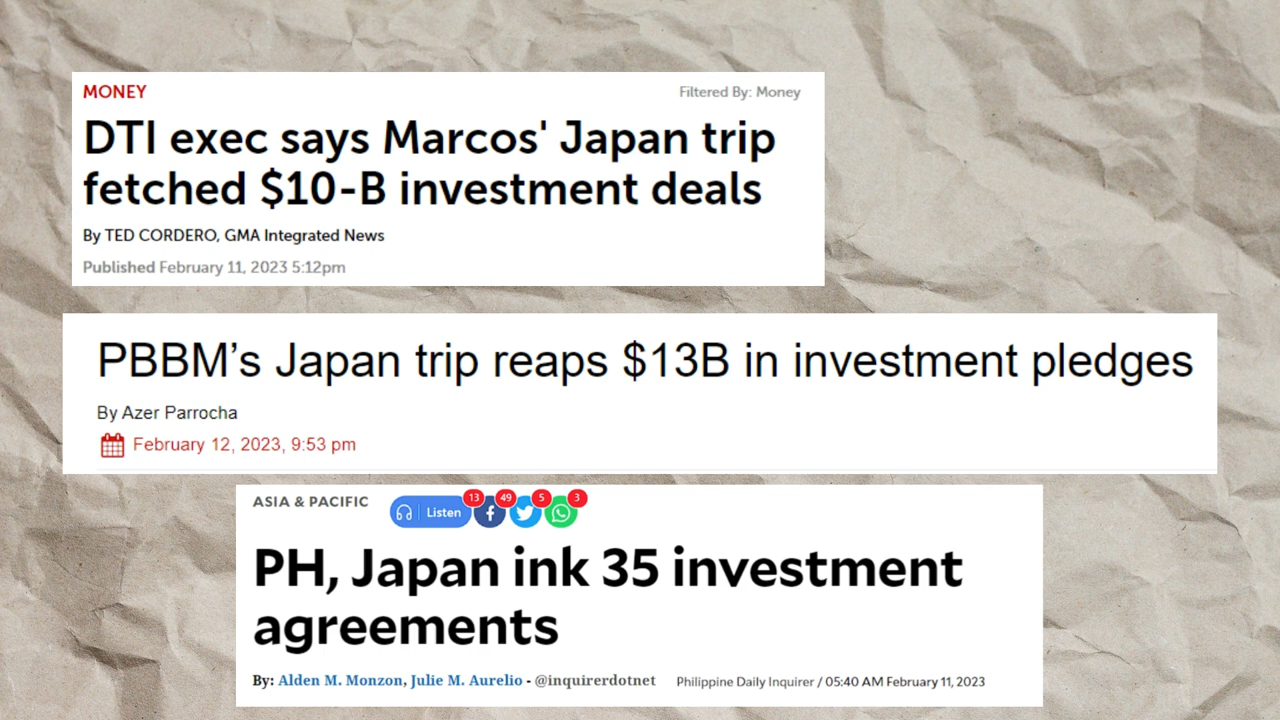 MONEY
Filtered By: Money
DTI exec says Marcos' Japan trip
fetched $10-B investment deals
By TED CORDERO, GMA Integrated News
Published February 11, 2023 5:12pm
PBBM’s Japan trip reaps $13B in investment pledges
By Azer Parrocha
February 12, 2023, 9:53 pm
ASIA & PACIFIC
Listen 13 49 5 3
PH, Japan ink 35 investment
agreements
By: Alden M. Monzon, Julie M. Aurelio - @inquirerdotnet
Philippine Daily Inquirer / 05:40 AM February 11, 2023